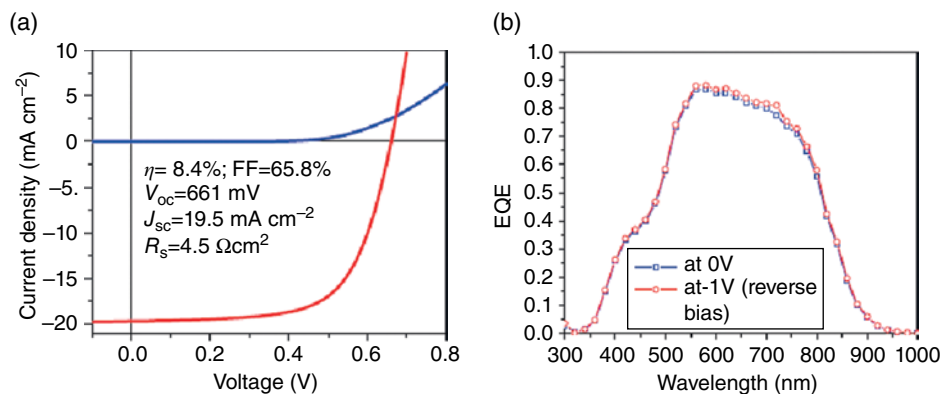 (a)
10
5
0
−5.
−10
−15
−20
Current density (mA cm⁻²)
η= 8.4%; FF=65.8%
Voc=661 mV
Jsc=19.5 mA cm⁻²
Rs=4.5 Ωcm²
0.0 0.2 0.4 0.6 0.8
Voltage (V)
(b)
1.0
0.9
0.8
0.7
0.6
0.5
0.4
0.3
0.2
0.1
0.0
EQE
at 0V
at-1V (reverse
bias)
300 400 500 600 700 800 900 1000
Wavelength (nm)